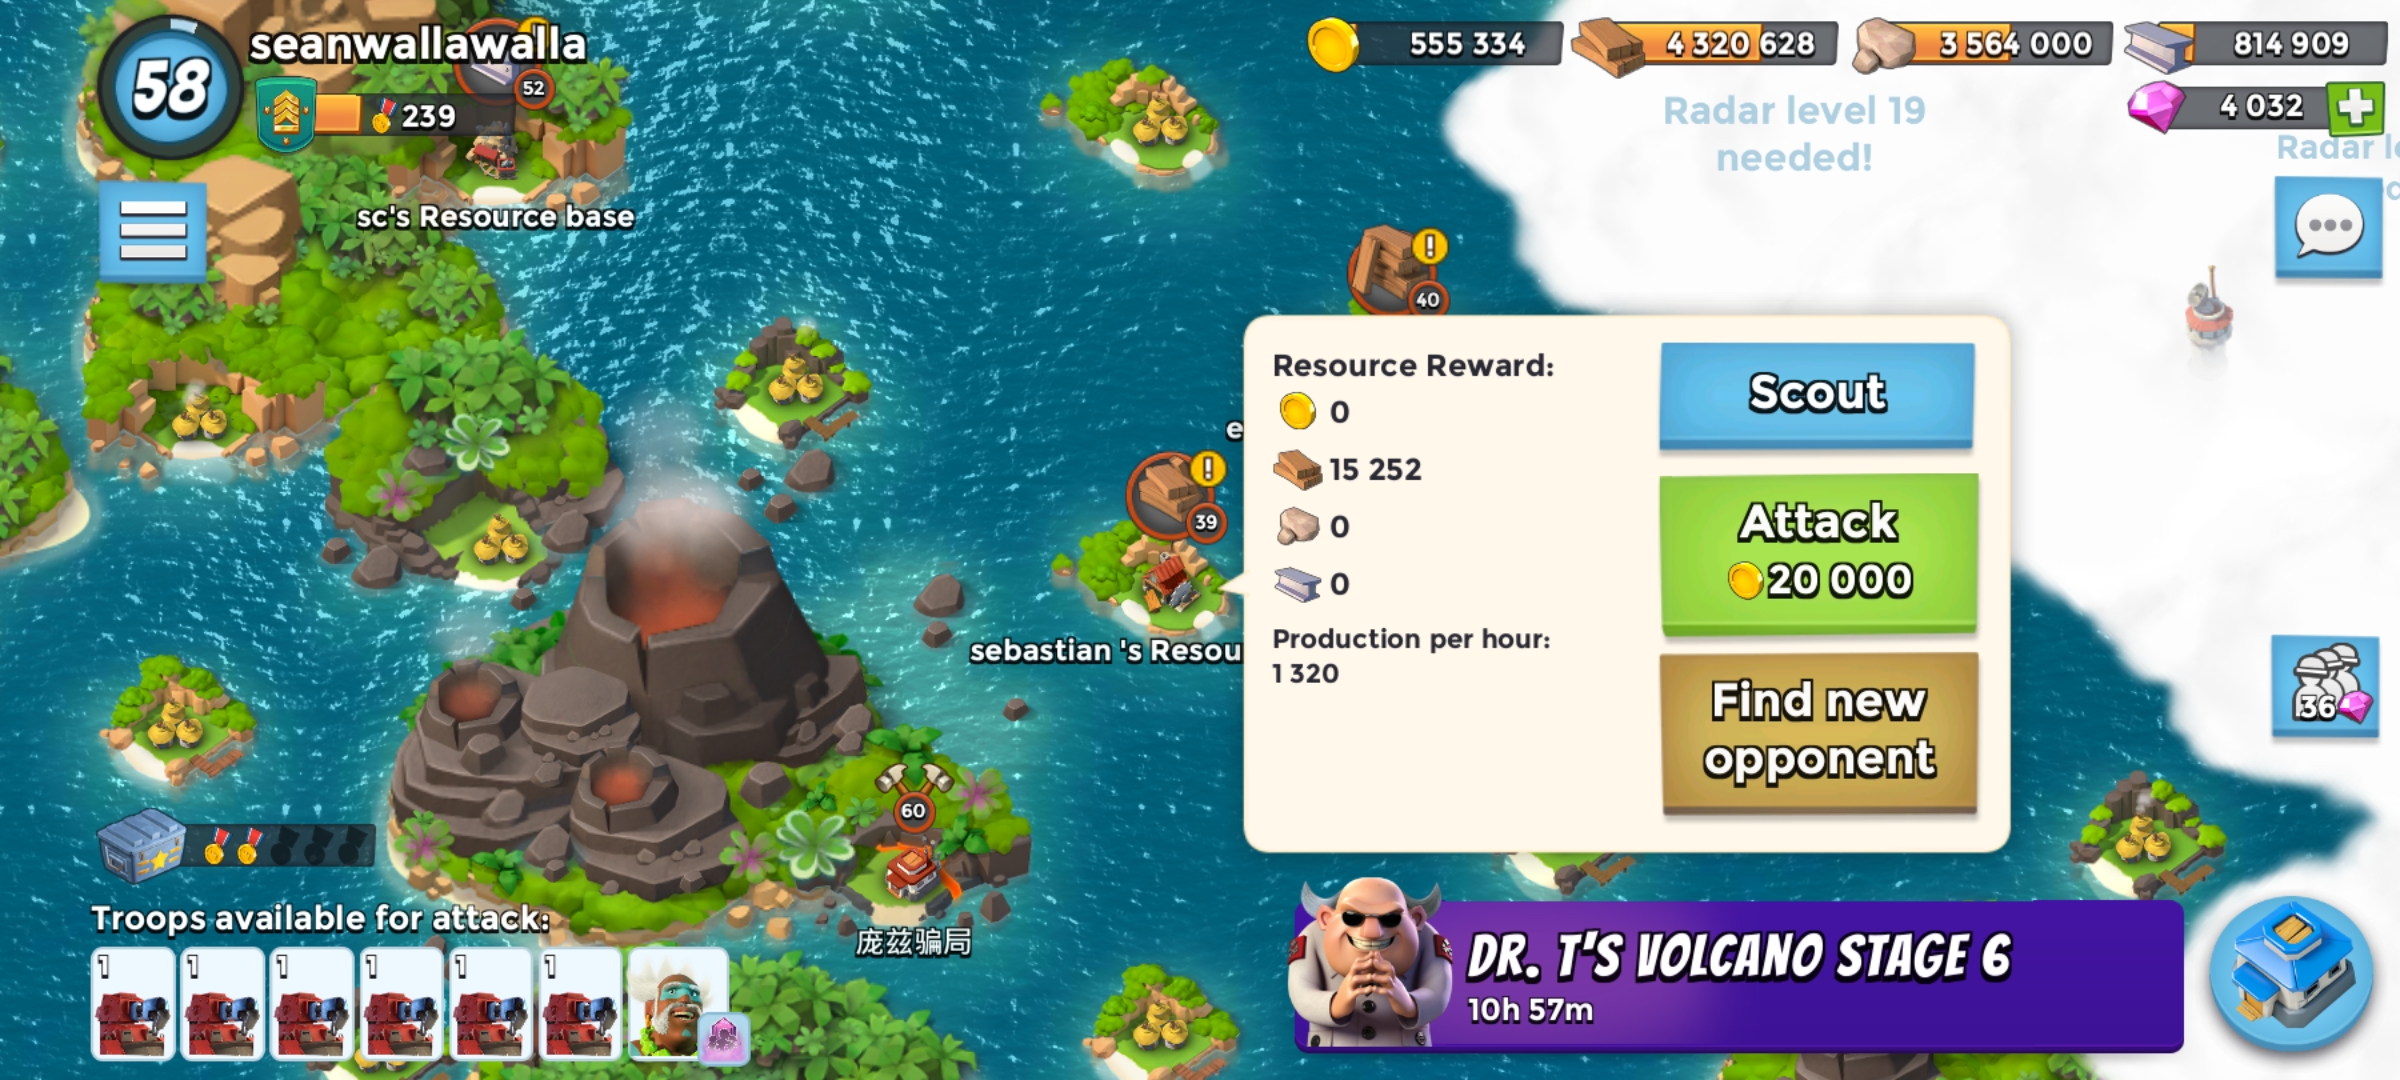 58
seanwallawalla
239
52
555 334
4 320 628
3 564 000
814 909
4 032
Radar level 19
needed!
Radar
sc's Resource base
40
Resource Reward:
0
15 252
0
0
Production per hour:
1 320
Scout
Attack
20 000
Find new
opponent
39
sebastian 's Resou
36
60
庞兹骗局
Troops available for attack:
1
1
1
1
1
1
DR. T'S VOLCANO STAGE 6
10h 57m